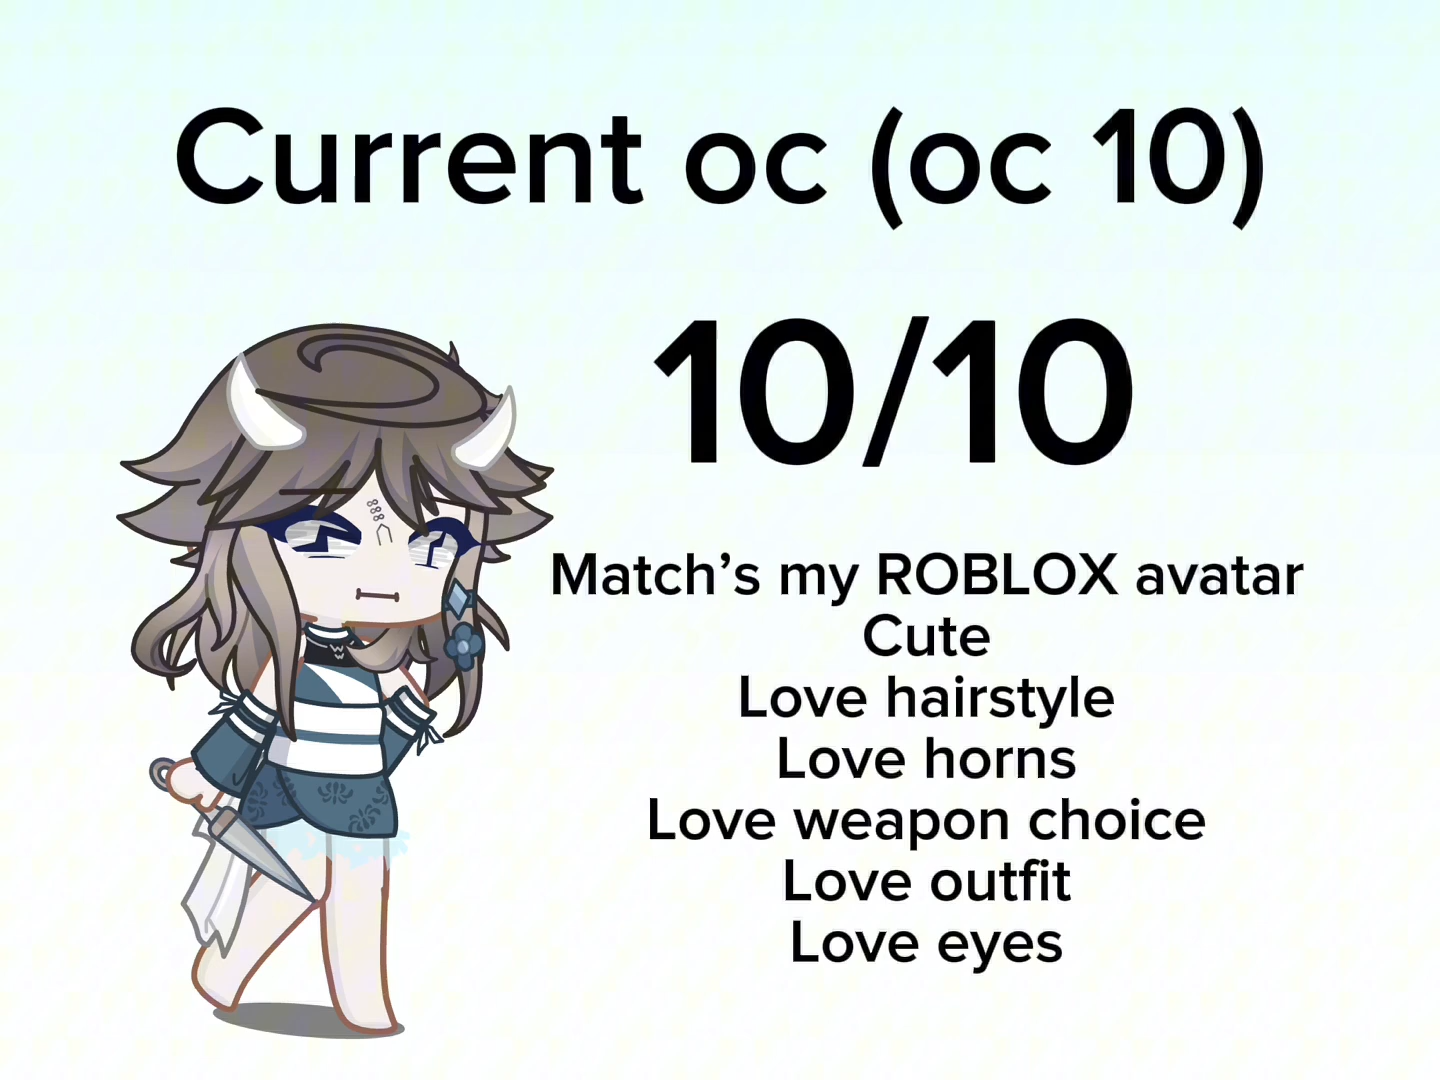 Current oc (oc 10)
10/10
Match’s my ROBLOX avatar
Cute
Love hairstyle
Love horns
Love weapon choice
Love outfit
Love eyes